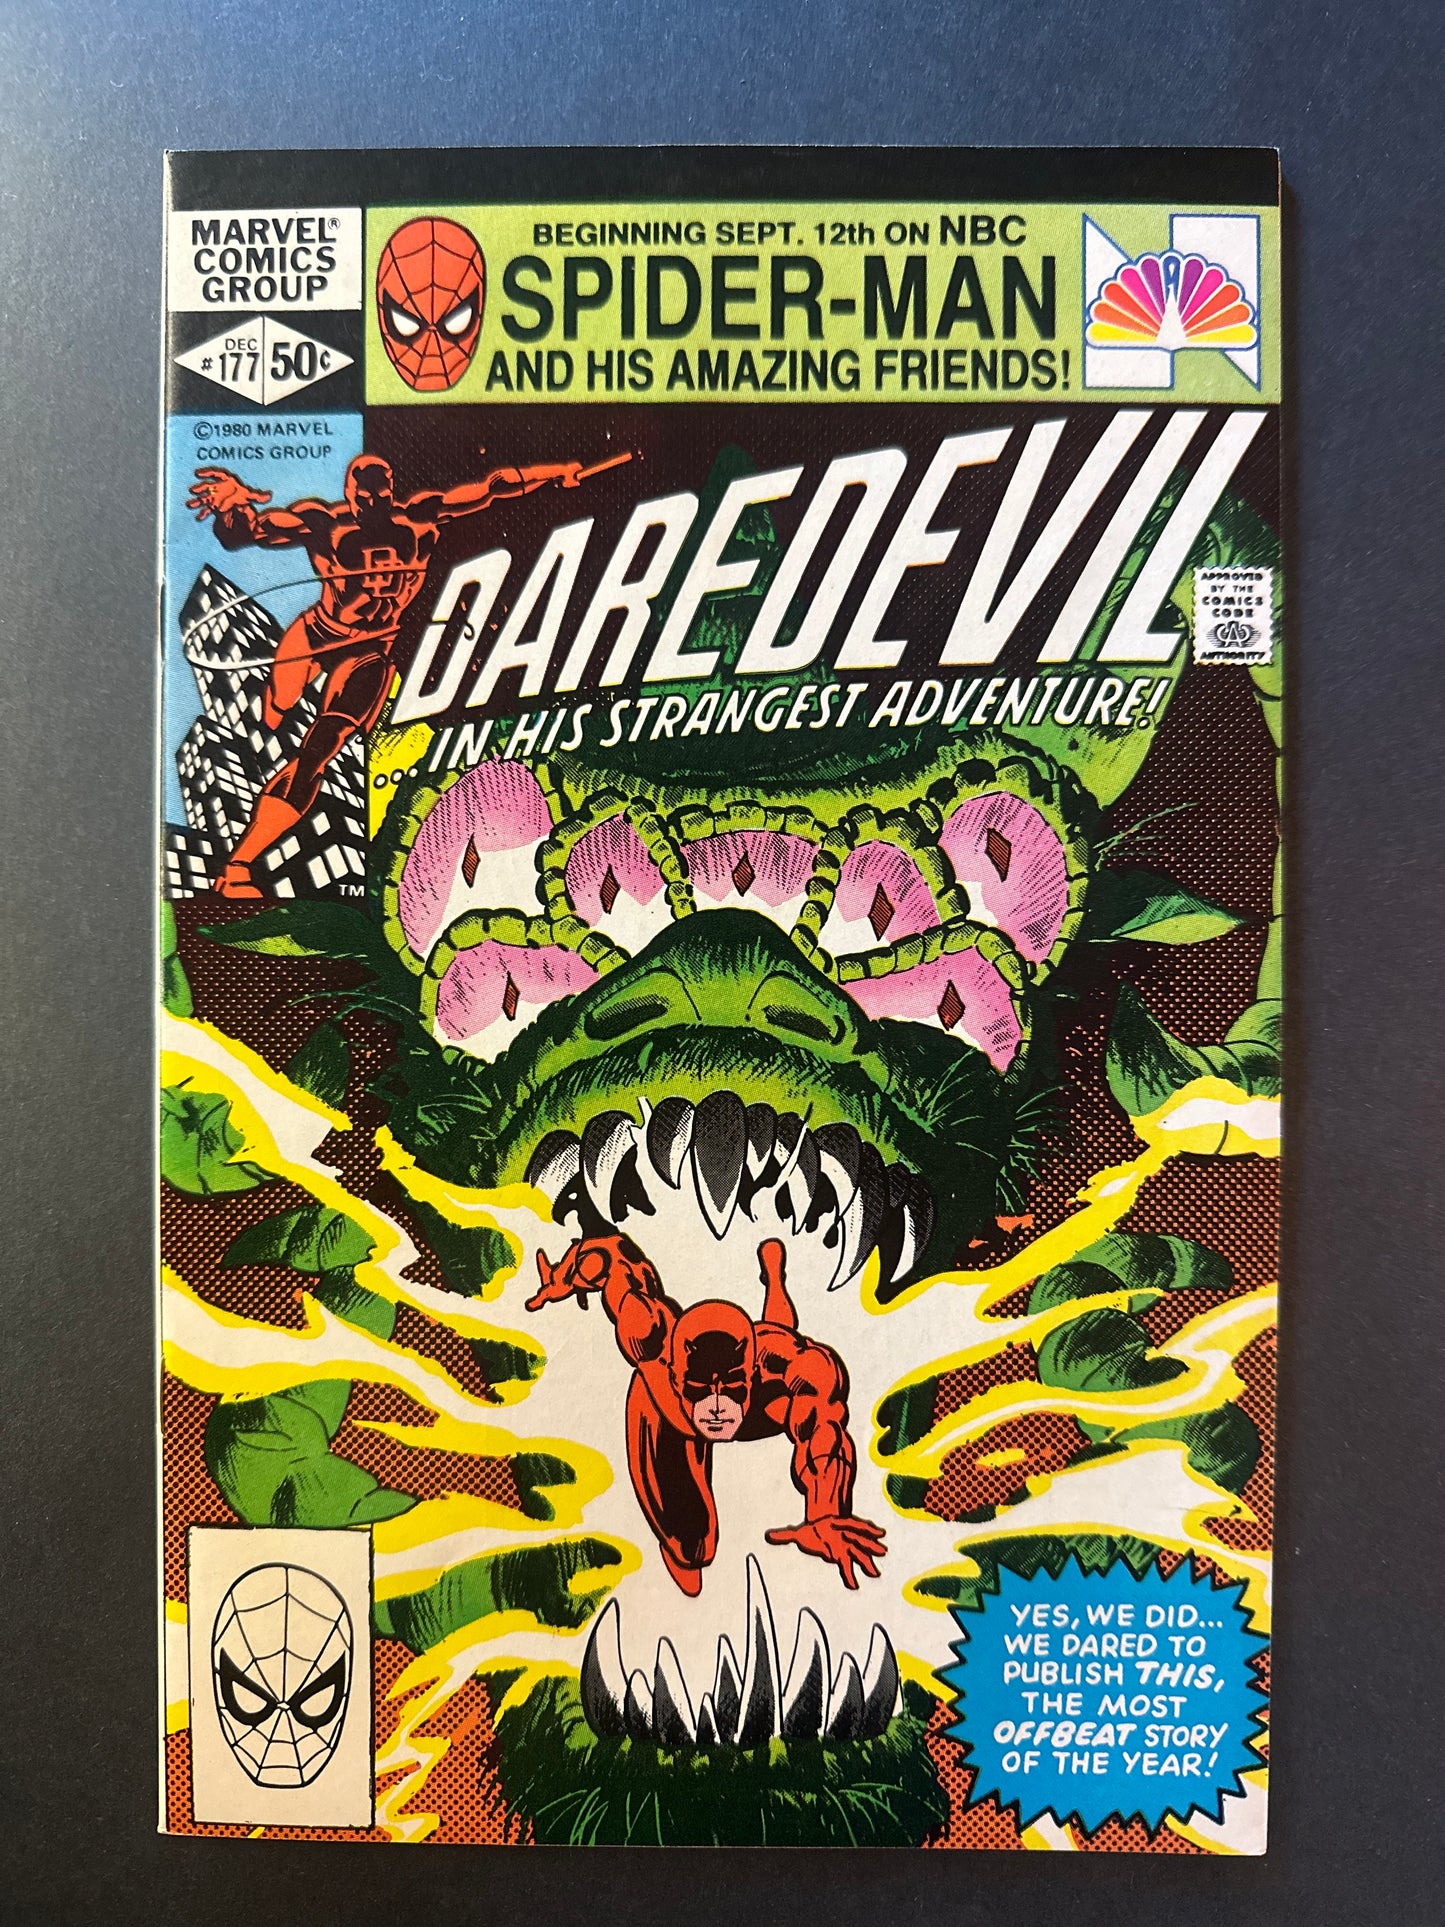 MARVEL®
COMICS
GROUP
DEC
#177
50¢
BEGINNING SEPT. 12th ON NBC
SPIDER-MAN
AND HIS AMAZING FRIENDS!
©1980 MARVEL
COMICS GROUP
DD
TM
DAREDEVIL
...IN HIS STRANGEST ADVENTURE!
APPROVED
BY THE
COMICS
CODE
CA
AUTHORITY
YES, WE DID...
WE DARED TO
PUBLISH THIS,
THE MOST
OFFBEAT STORY
OF THE YEAR!